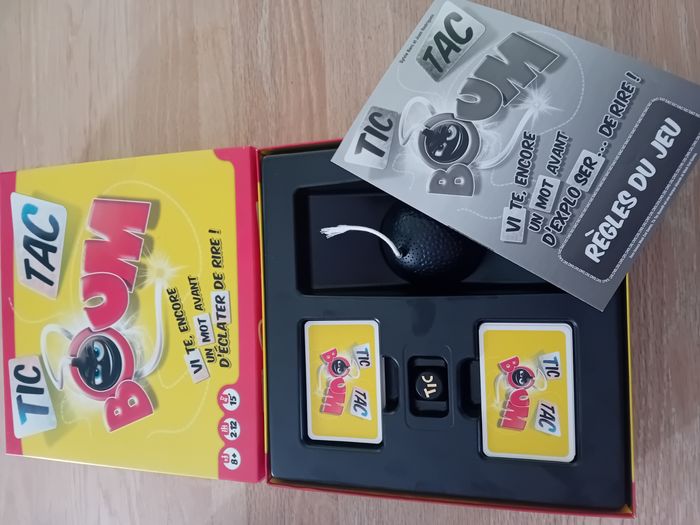 TIC
TAC
BOUM
VITE, ENCORE
UN MOT AVANT
D'ÉCLATER DE RIRE !
8+
2-12
15'
TIC
TAC
BOUM
VITE, ENCORE
UN MOT AVANT
D'EXPLOSER ... DE RIRE !
RÈGLES DU JEU
TIC
TAC
BOUM
TIC
TIC
TAC
BOUM